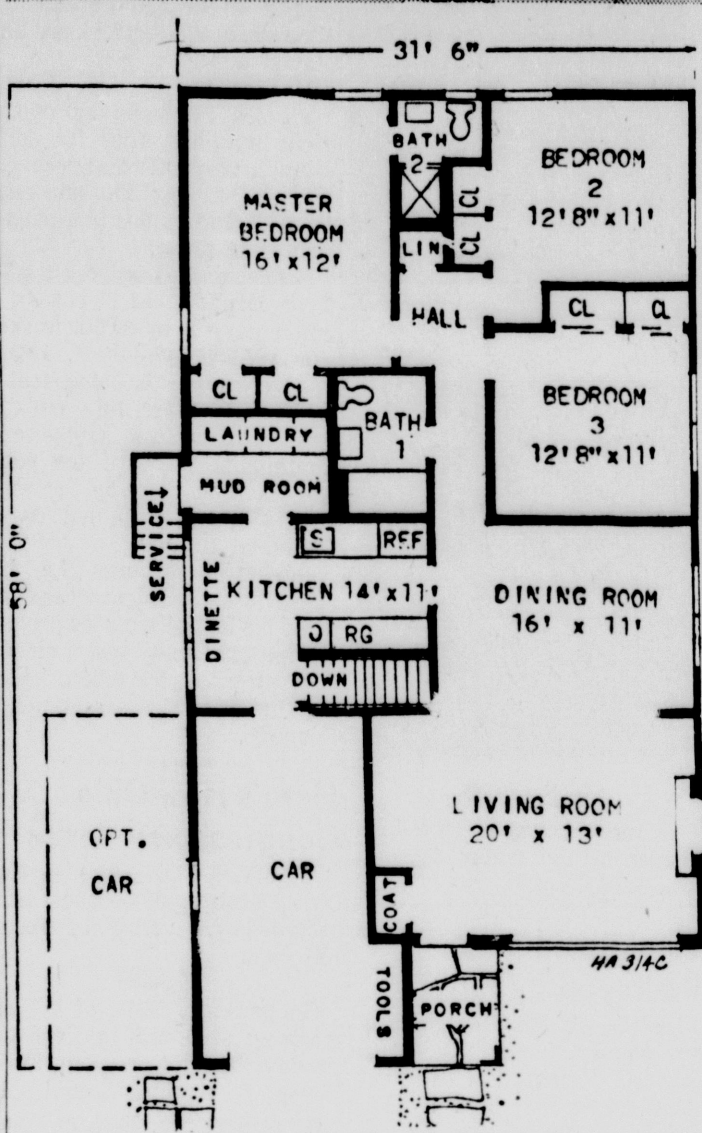 31' 6"
BATH
2
BEDROOM
2
12'8"x11'
CL
MASTER
BEDROOM
16'x12'
LIN
CL
HALL
CL
CL
CL
CL
BEDROOM
3
12'8"x11'
BATH
1
LAUNDRY
MUD ROOM
SERVICE
58' 0"
S
REF
DINETTE
KITCHEN 14'x11'
DINING ROOM
16' x 11'
O
RG
DOWN
LIVING ROOM
20' x 13'
OPT.
CAR
CAR
COAT
HA314C
TOOLS
PORCH